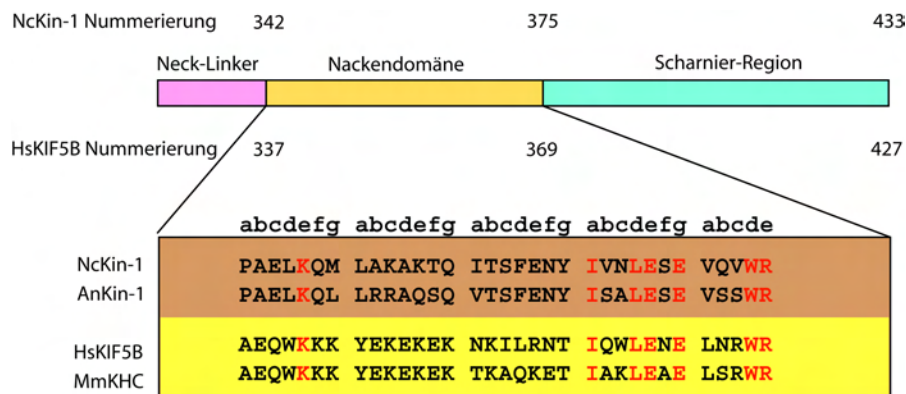 NcKin-1 Nummerierung 342 375 433
Neck-Linker Nackendomäne Scharnier-Region
HsKIF5B Nummerierung 337 369 427
abcdefg abcdefg abcdefg abcdefg abcde
NcKin-1 PAELKQM LAKAKTQ ITSFENY IVNLESE VQVWR
AnKin-1 PAELKQL LRRAQSQ VTSFENY ISALESE VSSWR
HsKIF5B AEQWKKK YEKEKEK NKILRNT IQWLENE LNRWR
MmKHC AEQWKKK YEKEKEK TKAQKET IAKLEAE LSRWR